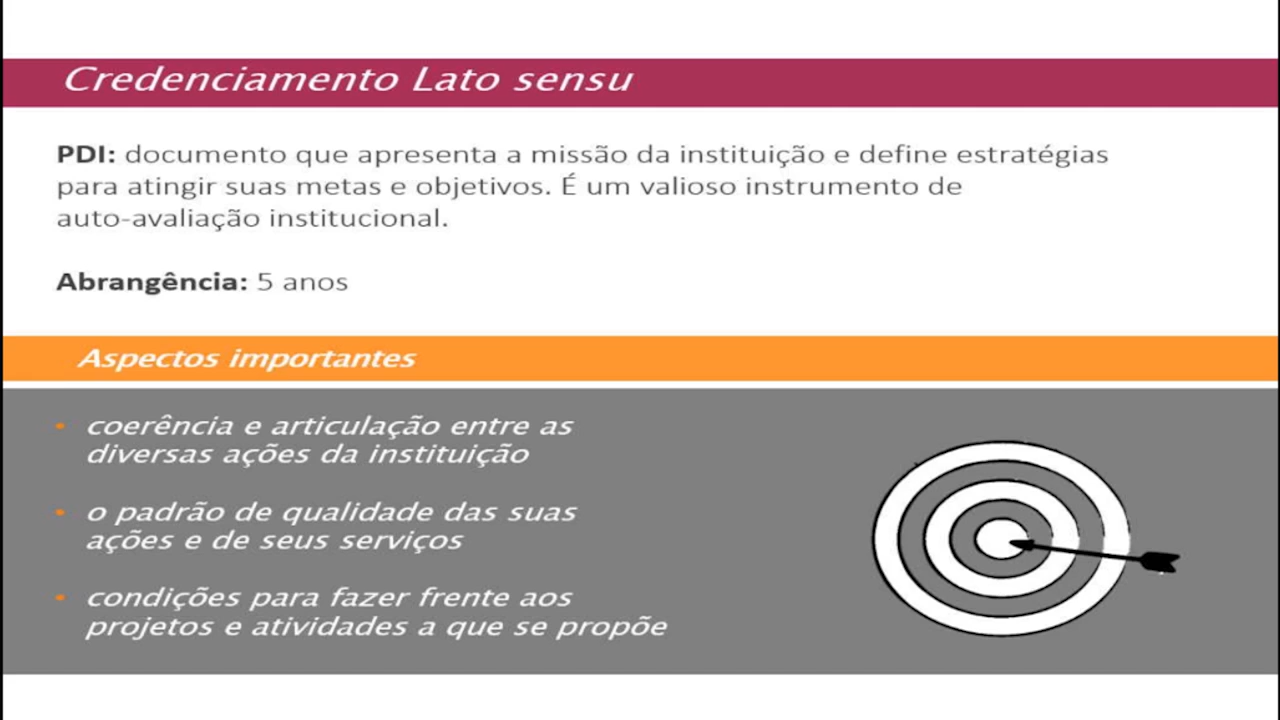 Credenciamento Lato sensu
PDI: documento que apresenta a missão da instituição e define estratégias
para atingir suas metas e objetivos. É um valioso instrumento de
auto-avaliação institucional.
Abrangência: 5 anos
Aspectos importantes
• coerência e articulação entre as
diversas ações da instituição
• o padrão de qualidade das suas
ações e de seus serviços
• condições para fazer frente aos
projetos e atividades a que se propõe